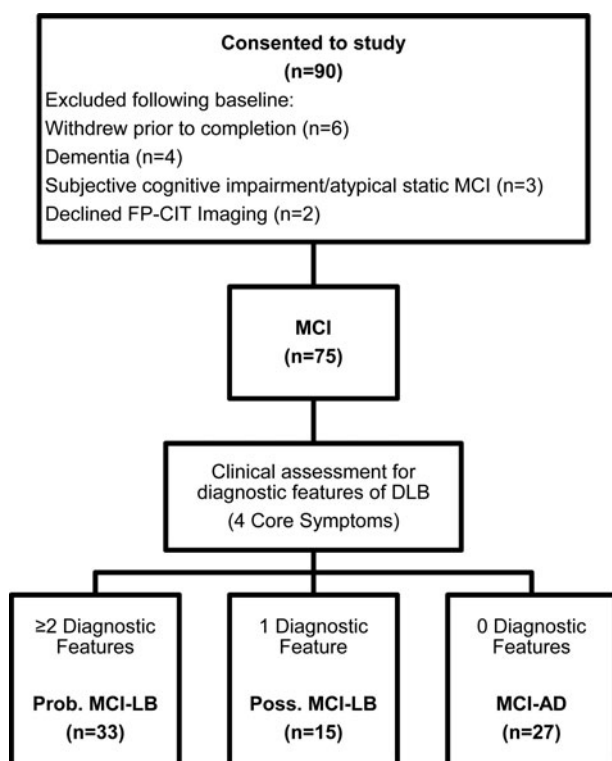 Consented to study
(n=90)
Excluded following baseline:
Withdrew prior to completion (n=6)
Dementia (n=4)
Subjective cognitive impairment/atypical static MCI (n=3)
Declined FP-CIT Imaging (n=2)
MCI
(n=75)
Clinical assessment for
diagnostic features of DLB
(4 Core Symptoms)
≥2 Diagnostic
Features
Prob. MCI-LB
(n=33)
1 Diagnostic
Feature
Poss. MCI-LB
(n=15)
0 Diagnostic
Features
MCI-AD
(n=27)